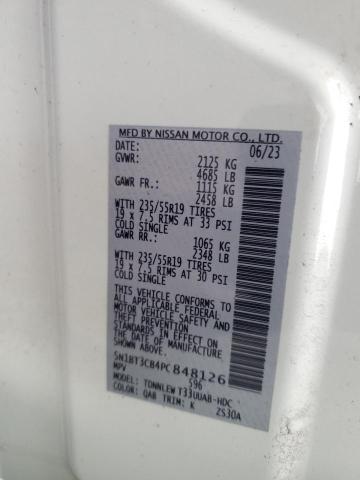 MFD BY NISSAN MOTOR CO., LTD.
DATE: 06/23
GVWR: 2125 KG
4685 LB
GAWR FR.: 1115 KG
2458 LB
WITH 235/55R19 TIRES
19 x 7.5 RIMS AT 33 PSI
COLD SINGLE
GAWR RR.: 1065 KG
2348 LB
WITH 235/55R19 TIRES
19 x 7.5 RIMS AT 30 PSI
COLD SINGLE
THIS VEHICLE CONFORMS TO
ALL APPLICABLE FEDERAL
MOTOR VEHICLE SAFETY AND
THEFT PREVENTION STANDARDS
IN EFFECT ON THE DATE OF
MANUFACTURE SHOWN ABOVE.
5N1BT3CB4PC848126
MPV 596
MODEL: TDNNLEW T33UUAB-HDC
COLOR: QAB TRIM: K 2S30A